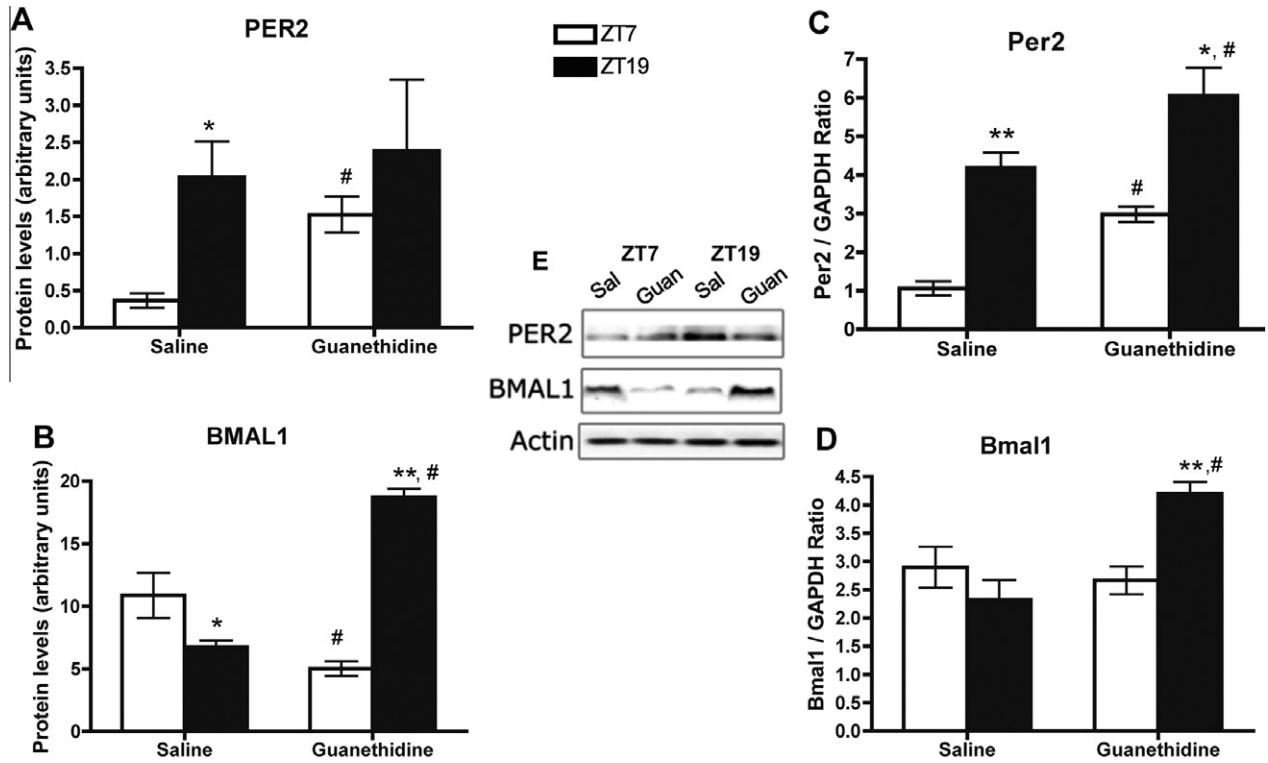 A
PER2
Protein levels (arbitrary units)
3.5
3.0
2.5
2.0
1.5
1.0
0.5
0.0
*
#
Saline
Guanethidine
ZT7
ZT19
C
Per2
Per2 / GAPDH Ratio
7
6
5
4
3
2
1
0
**
#
*, #
Saline
Guanethidine
E
ZT7 ZT19
Sal Guan Sal Guan
PER2
BMAL1
Actin
B
BMAL1
Protein levels (arbitrary units)
20
15
10
5
0
*
#
**, #
Saline
Guanethidine
D
Bmal1
Bmal1 / GAPDH Ratio
4.5
4.0
3.5
3.0
2.5
2.0
1.5
1.0
0.5
0.0
**,#
Saline
Guanethidine